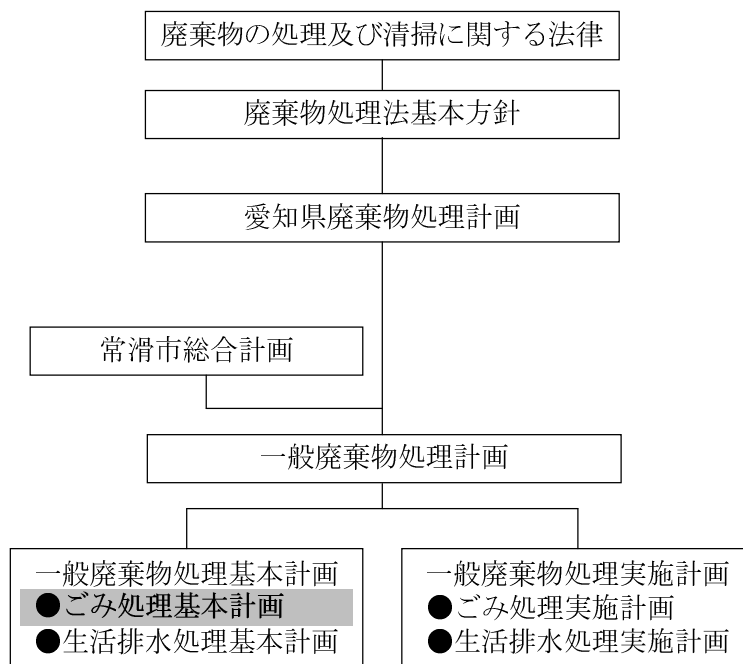 廃棄物の処理及び清掃に関する法律
廃棄物処理法基本方針
愛知県廃棄物処理計画
常滑市総合計画
一般廃棄物処理計画
一般廃棄物処理基本計画
●ごみ処理基本計画
●生活排水処理基本計画
一般廃棄物処理実施計画
●ごみ処理実施計画
●生活排水処理実施計画